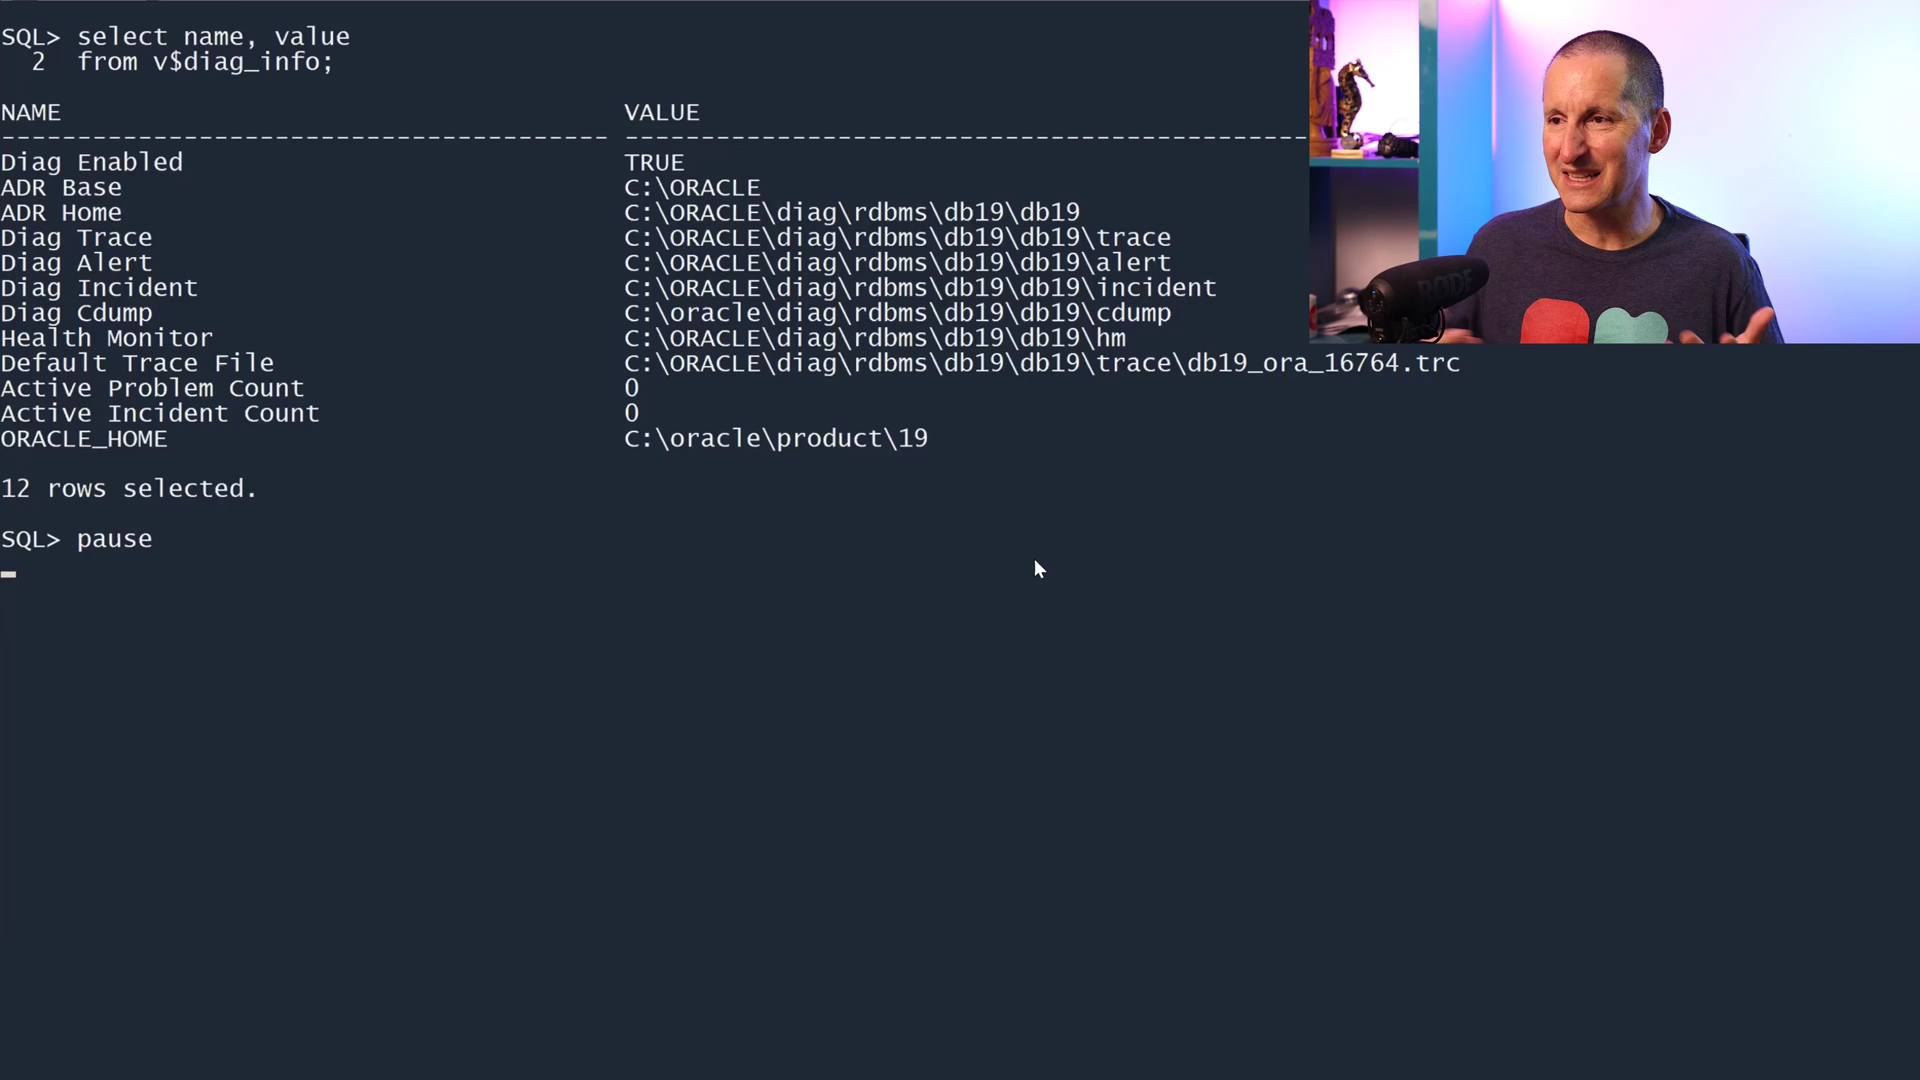 SQL> select name, value
2 from v$diag_info;
NAME VALUE
---------------------------------------- ---------------------------------------------
Diag Enabled TRUE
ADR Base C:\ORACLE
ADR Home C:\ORACLE\diag\rdbms\db19\db19
Diag Trace C:\ORACLE\diag\rdbms\db19\db19\trace
Diag Alert C:\ORACLE\diag\rdbms\db19\db19\alert
Diag Incident C:\ORACLE\diag\rdbms\db19\db19\incident
Diag Cdump C:\oracle\diag\rdbms\db19\db19\cdump
Health Monitor C:\ORACLE\diag\rdbms\db19\db19\hm
Default Trace File C:\ORACLE\diag\rdbms\db19\db19\trace\db19_ora_16764.trc
Active Problem Count 0
Active Incident Count 0
ORACLE_HOME C:\oracle\product\19
12 rows selected.
SQL> pause
RODE